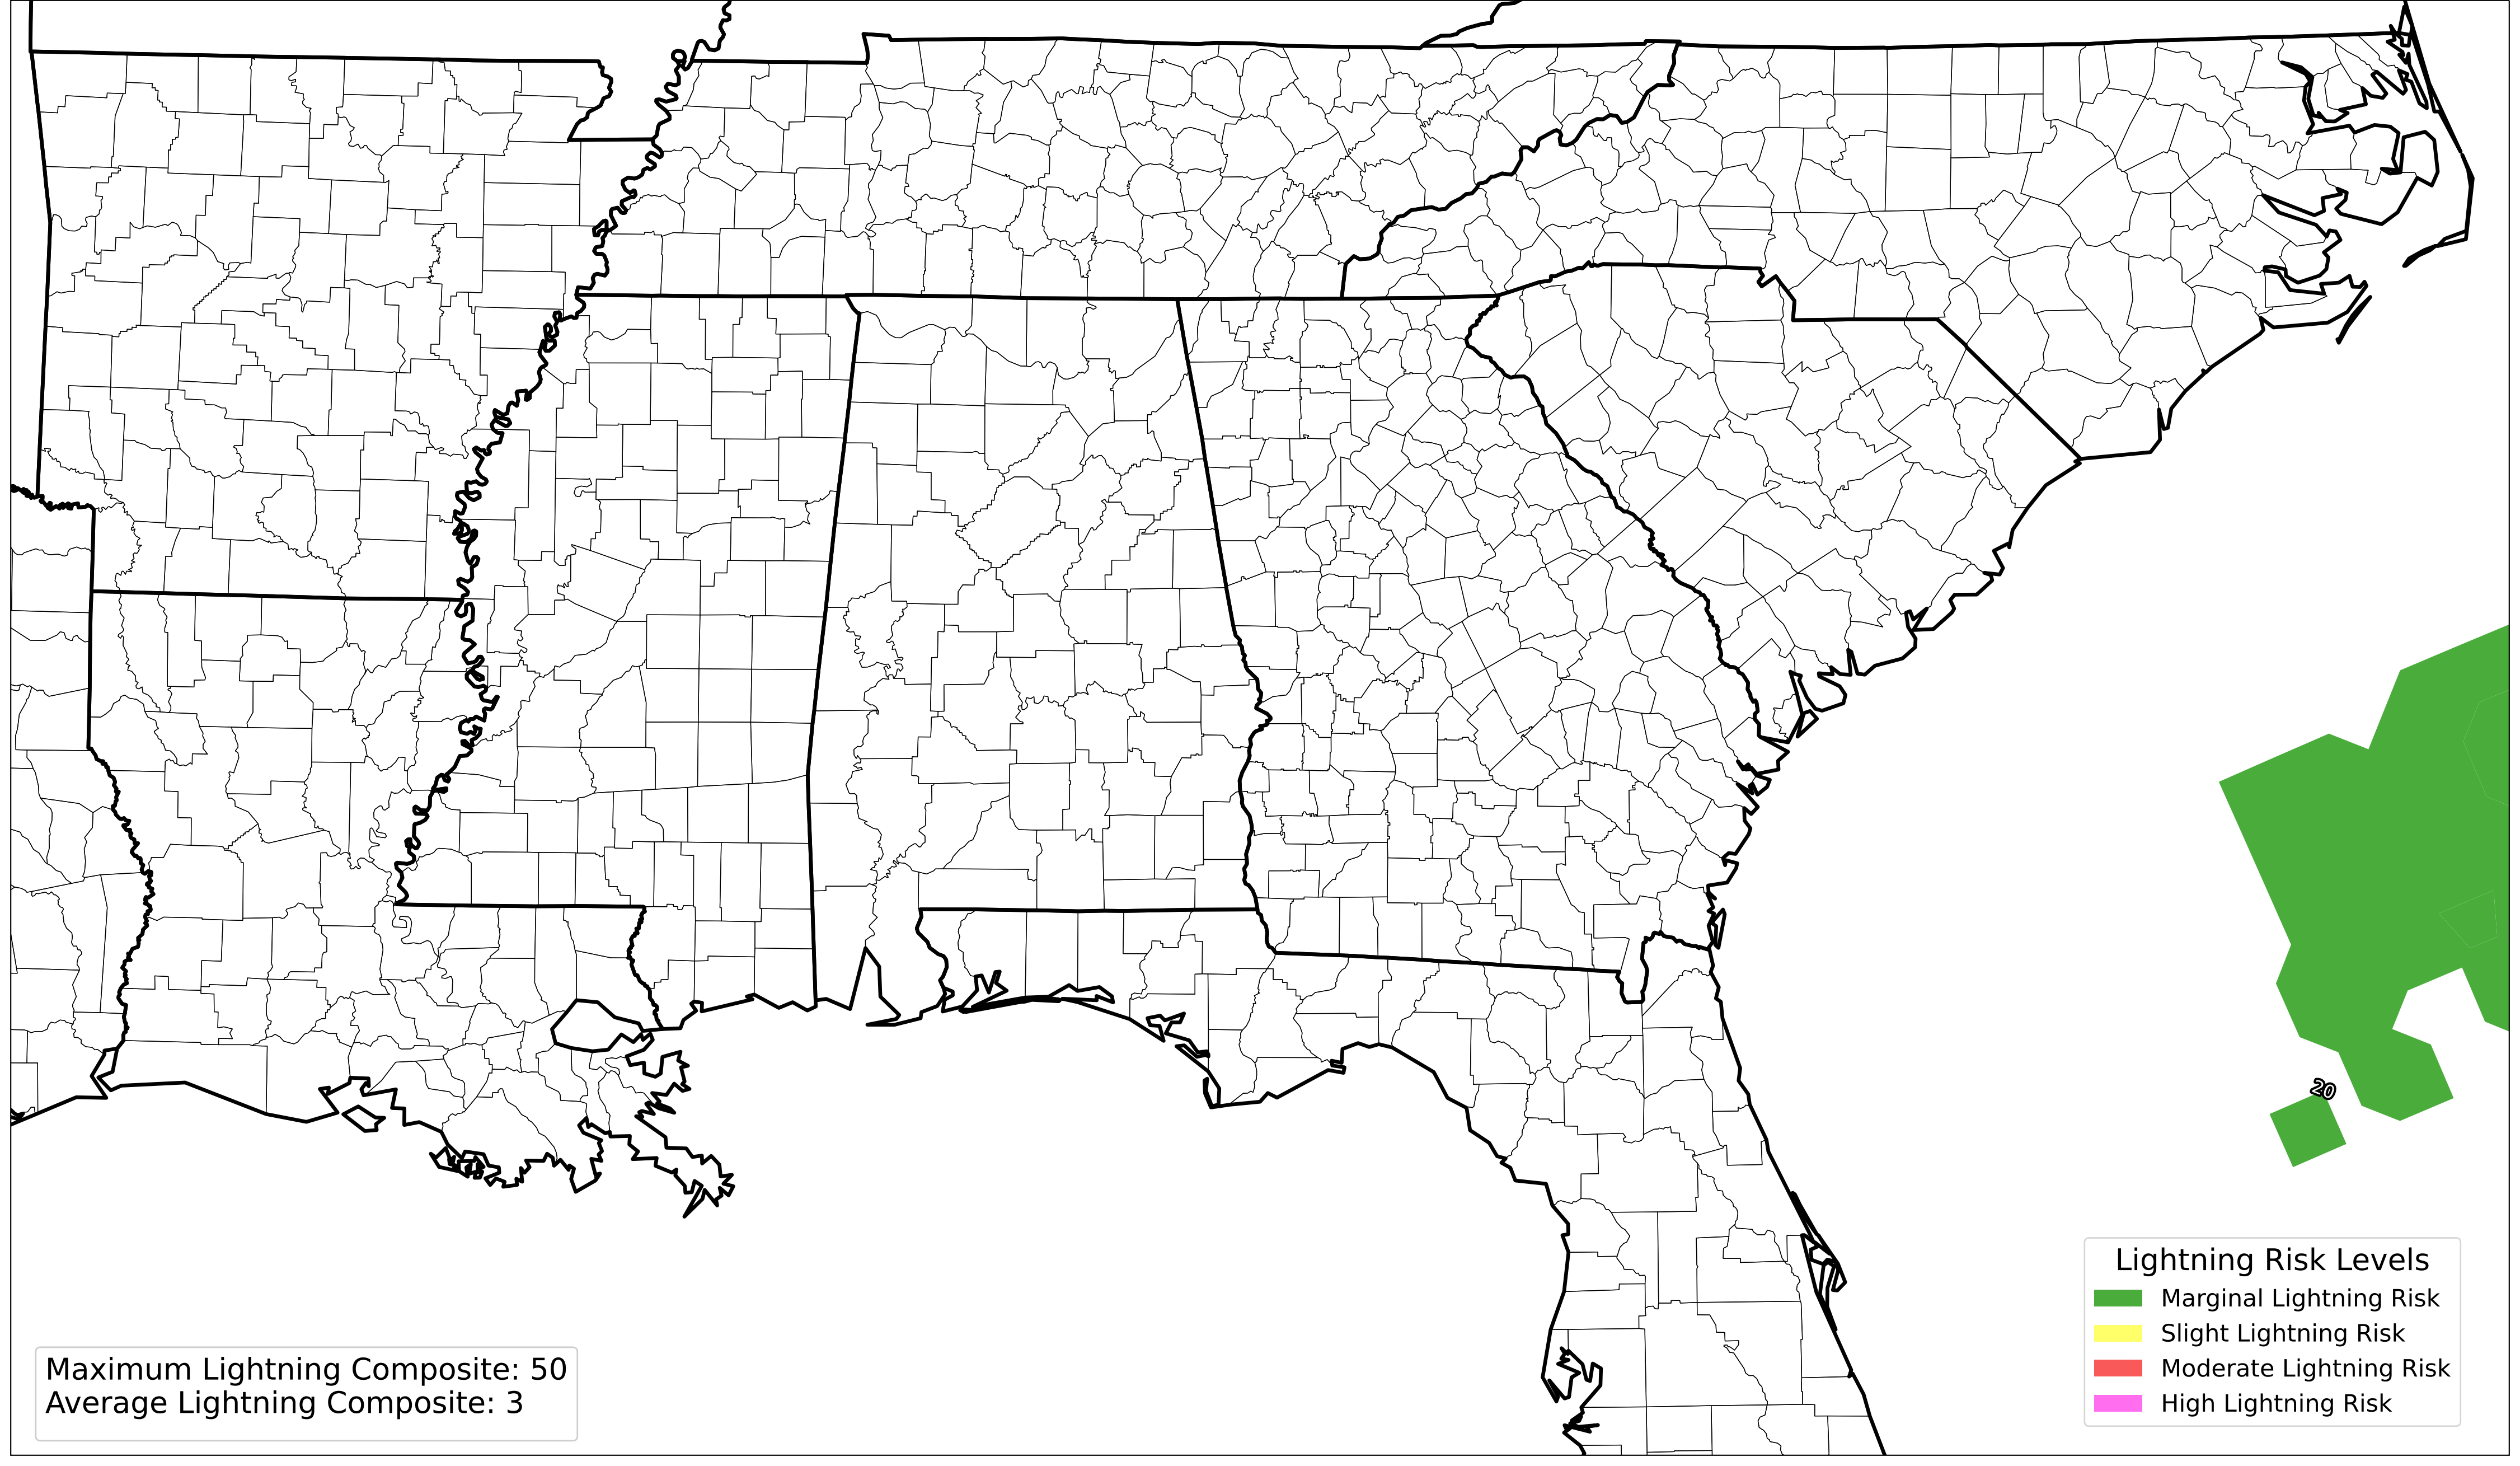 20
Lightning Risk Levels
Marginal Lightning Risk
Slight Lightning Risk
Moderate Lightning Risk
High Lightning Risk
Maximum Lightning Composite: 50
Average Lightning Composite: 3